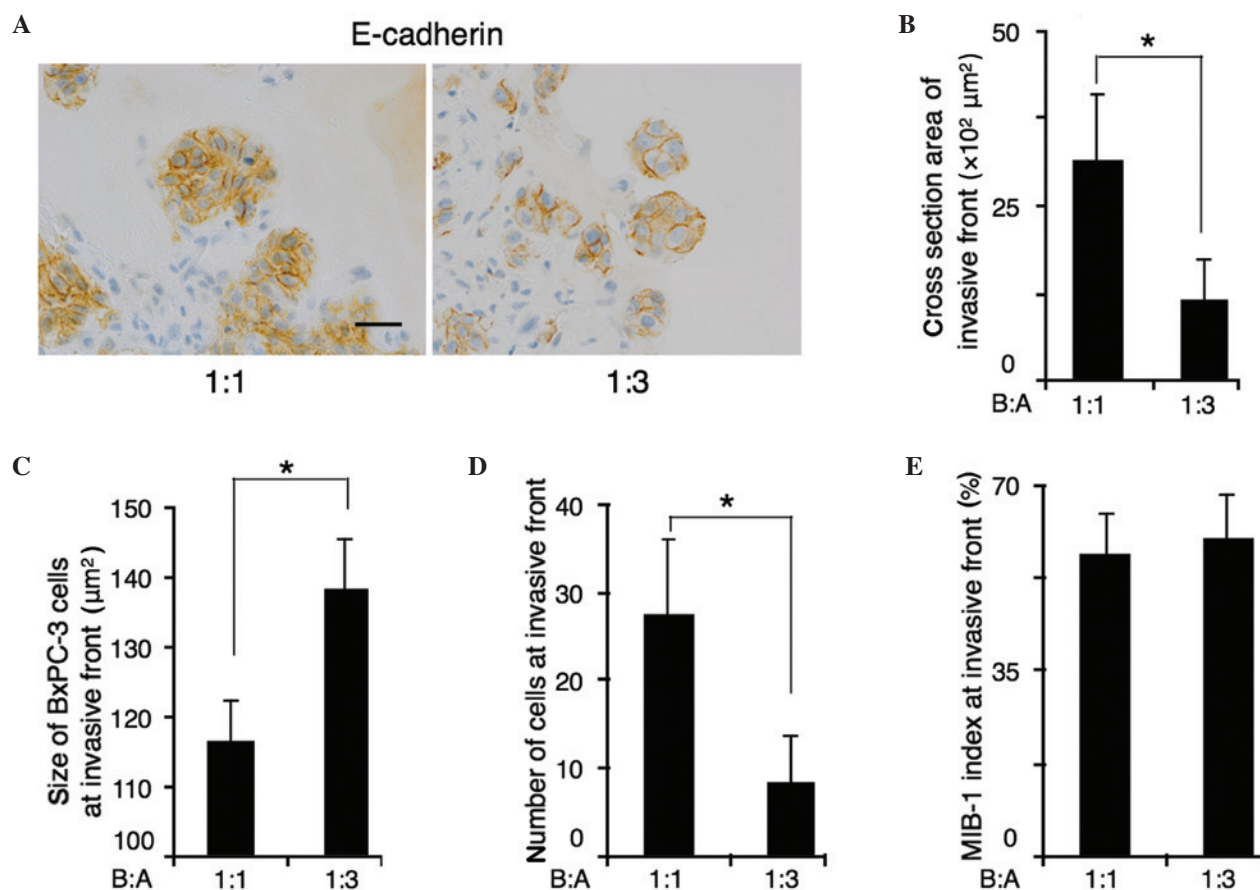 A
E-cadherin
1:1
1:3
B
Cross section area of
invasive front (×10² μm²)
50
25
0
*
B:A
1:1
1:3
C
Size of BxPC-3 cells
at invasive front (μm²)
150
140
130
120
110
100
*
B:A
1:1
1:3
D
Number of cells at invasive front
40
30
20
10
0
*
B:A
1:1
1:3
E
MIB-1 index at invasive front (%)
70
35
0
B:A
1:1
1:3